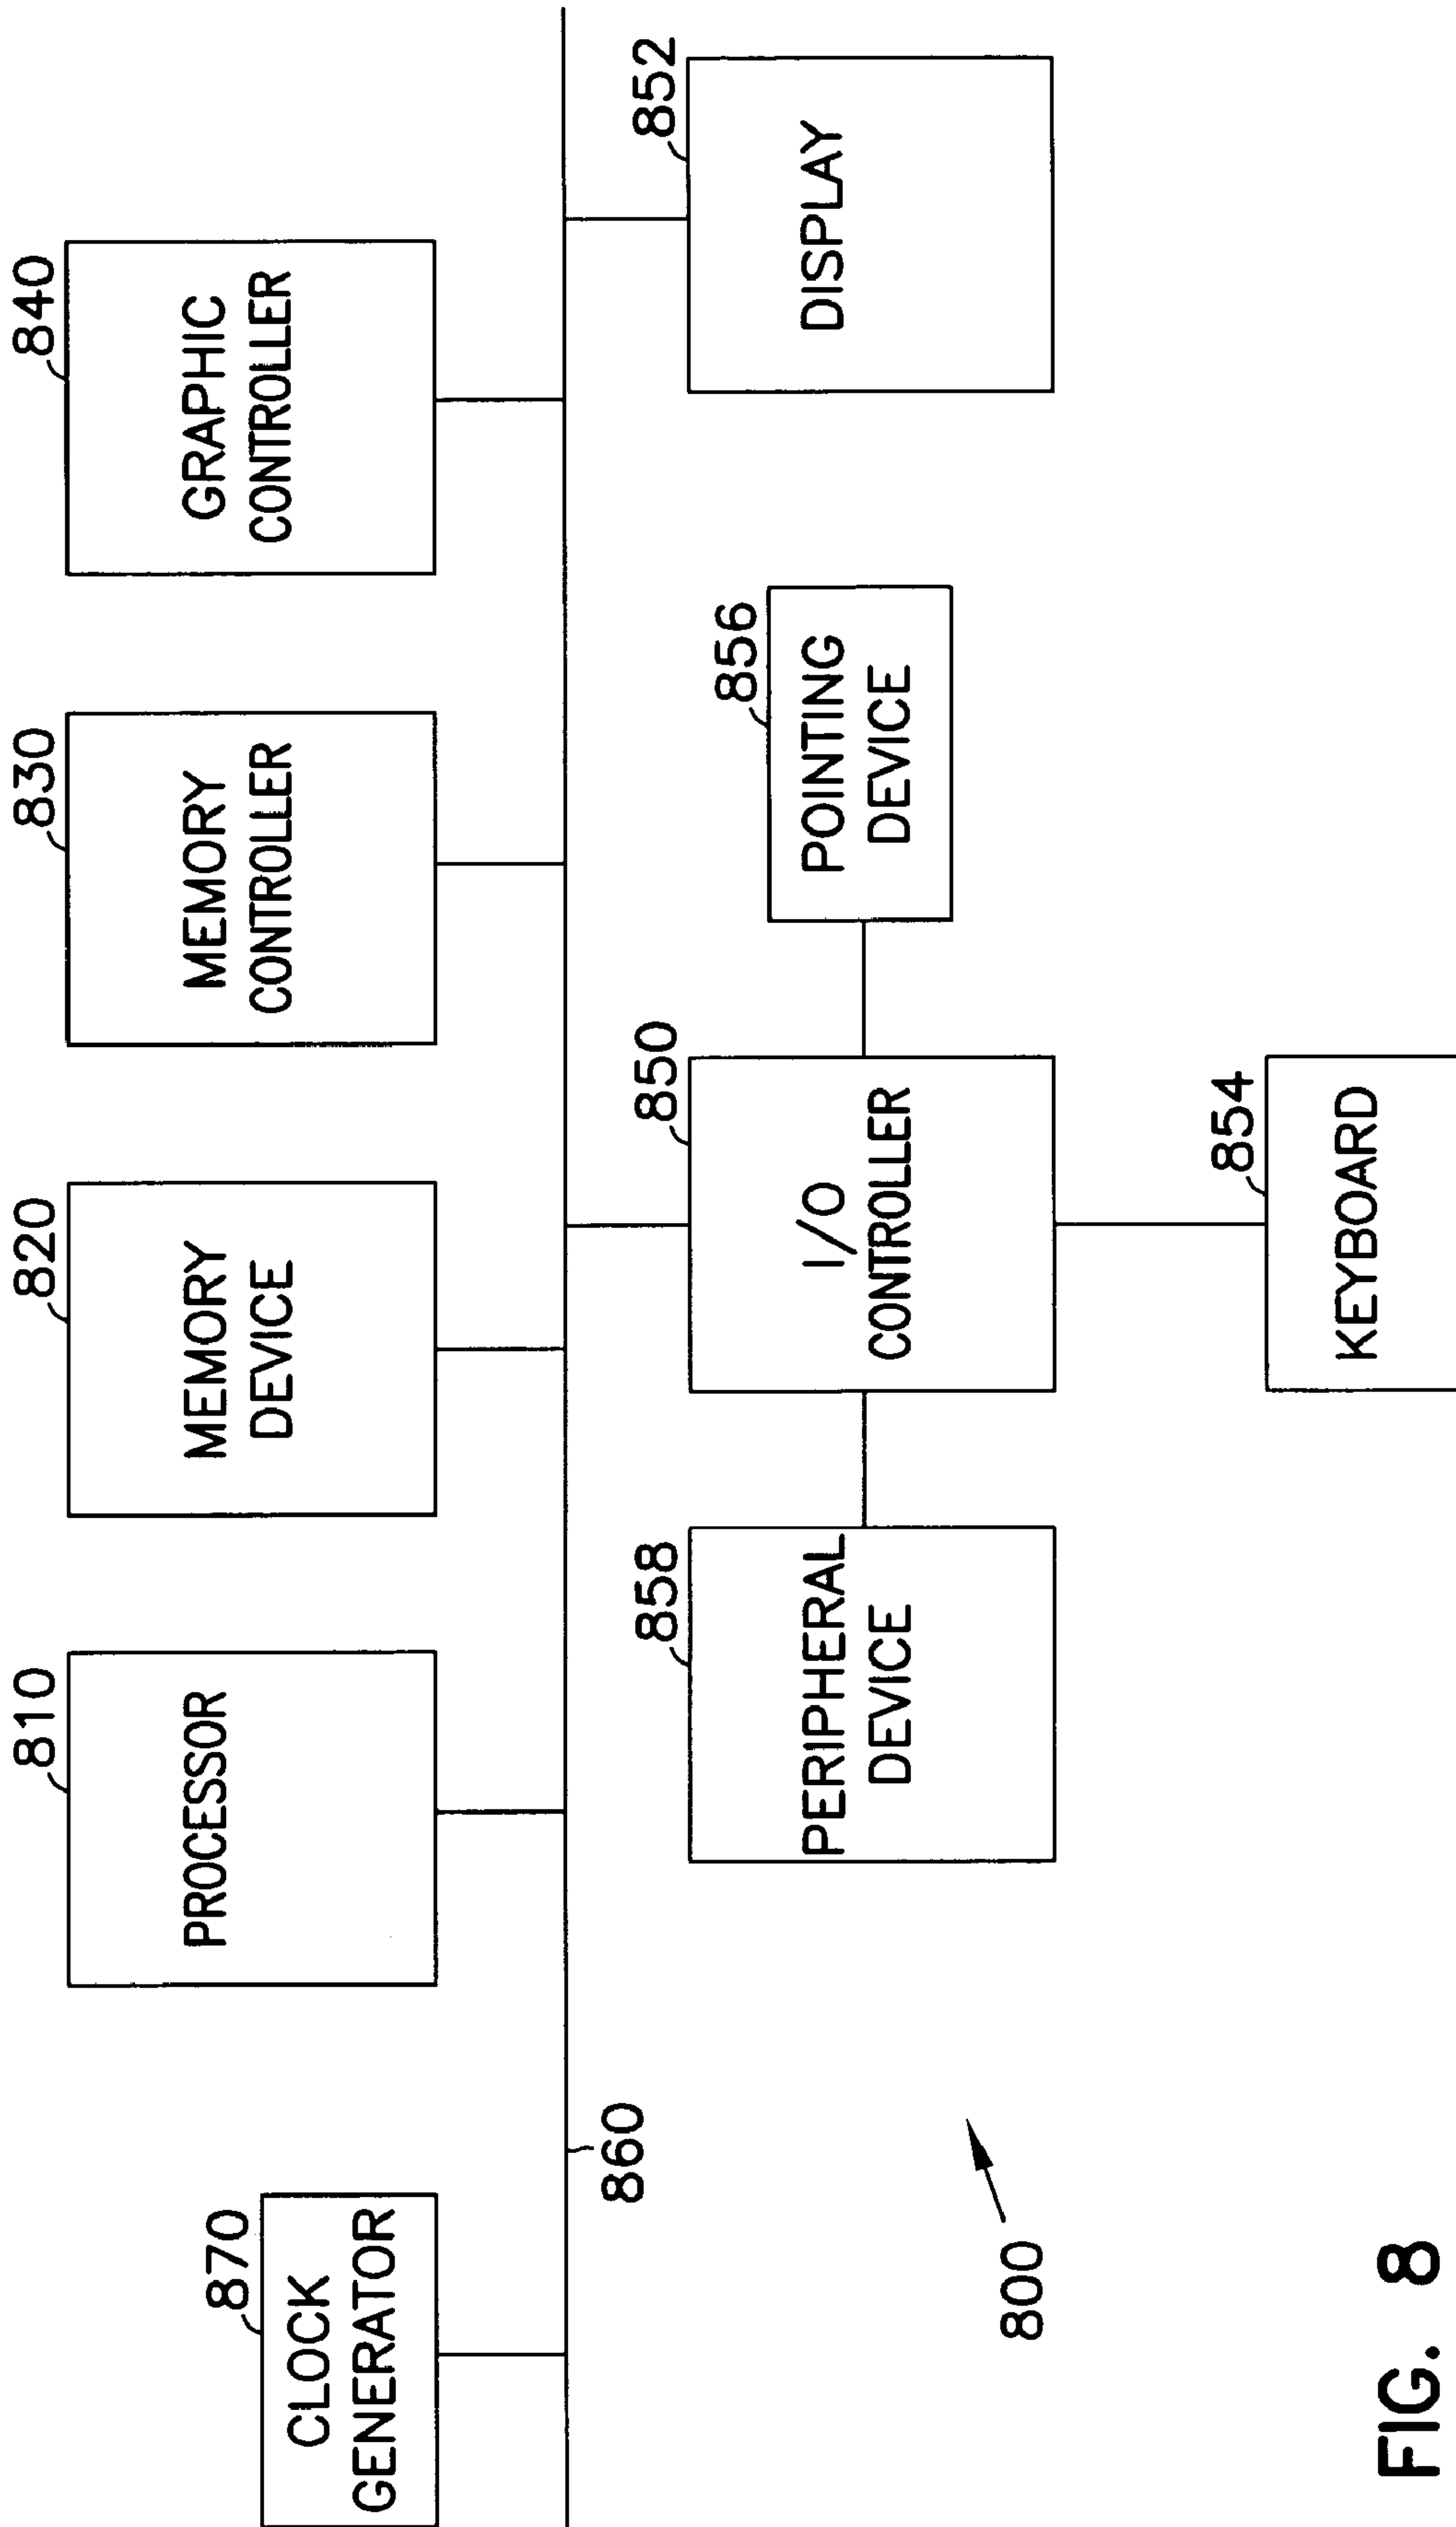 870
CLOCK
GENERATOR
810
PROCESSOR
820
MEMORY
DEVICE
830
MEMORY
CONTROLLER
840
GRAPHIC
CONTROLLER
860
858
PERIPHERAL
DEVICE
850
I/O
CONTROLLER
856
POINTING
DEVICE
852
DISPLAY
800
854
KEYBOARD
FIG. 8